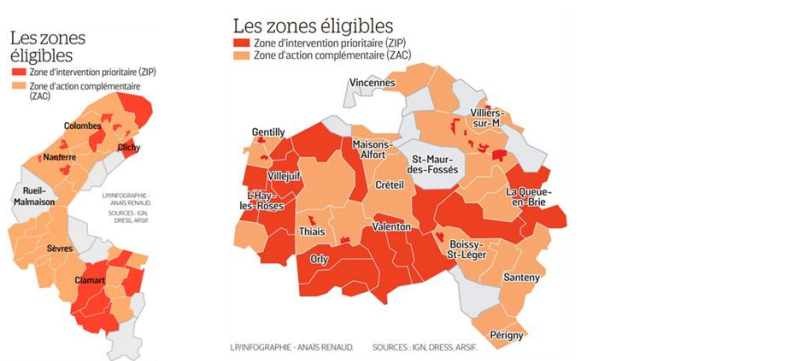 Les zones
éligibles
Zone d'intervention prioritaire (ZIP)
Zone d'action complémentaire
(ZAC)
Colombes
Clichy
Nanterre
Rueil-
Malmaison
LP/INFOGRAPHIE -
ANAÏS RENAUD.
SOURCES : IGN,
DRESS, ARSIF.
Sèvres
Clamart
Les zones éligibles
Zone d'intervention prioritaire (ZIP)
Zone d'action complémentaire (ZAC)
Vincennes
Villiers-
sur-M.
Gentilly
Maisons-
Alfort
St-Maur-
des-Fossés
Villejuif
Créteil
L'Haÿ-
les-Roses
La Queue-
en-Brie
Thiais
Valenton
Boissy-
St-Léger
Orly
Santeny
Périgny
LP/INFOGRAPHIE - ANAÏS RENAUD.
SOURCES : IGN, DRESS, ARSIF.